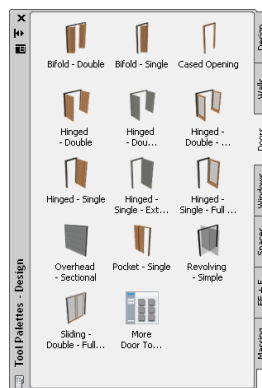 Bifold - Double
Bifold - Single
Cased Opening
Hinged
- Double
Hinged
- Dou...
Hinged -
Double - ...
Hinged - Single
Hinged -
Single - Ext...
Hinged -
Single - Full ...
Overhead
- Sectional
Pocket - Single
Revolving
- Simple
Sliding -
Double - Full...
More
Door To...
Tool Palettes - Design
Design
Walls
Doors
Windows
Spaces
Massing